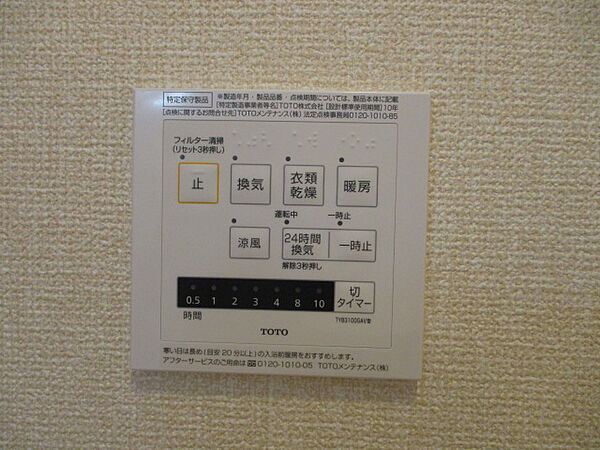 特定保守製品
※製造年月・製品品番・点検期間については、製品本体に記載
[特定製造事業者等名]TOTO株式会社 [設計標準使用期間]10年
[点検に関するお問合せ先]TOTOメンテナンス(株) 法定点検事務局0120-1010-85
フィルター清掃
(リセット3秒押し)
止
換気
衣類
乾燥
暖房
運転中
一時止
涼風
24時間
換気
一時止
解除3秒押し
0.5 1 2 3 4 8 10
切
タイマー
時間
TYB3100GAV型
TOTO
寒い日は長め(目安20分以上)の入浴前暖房をおすすめします。
アフターサービスのご用命は 0120-1010-05 TOTOメンテナンス(株)